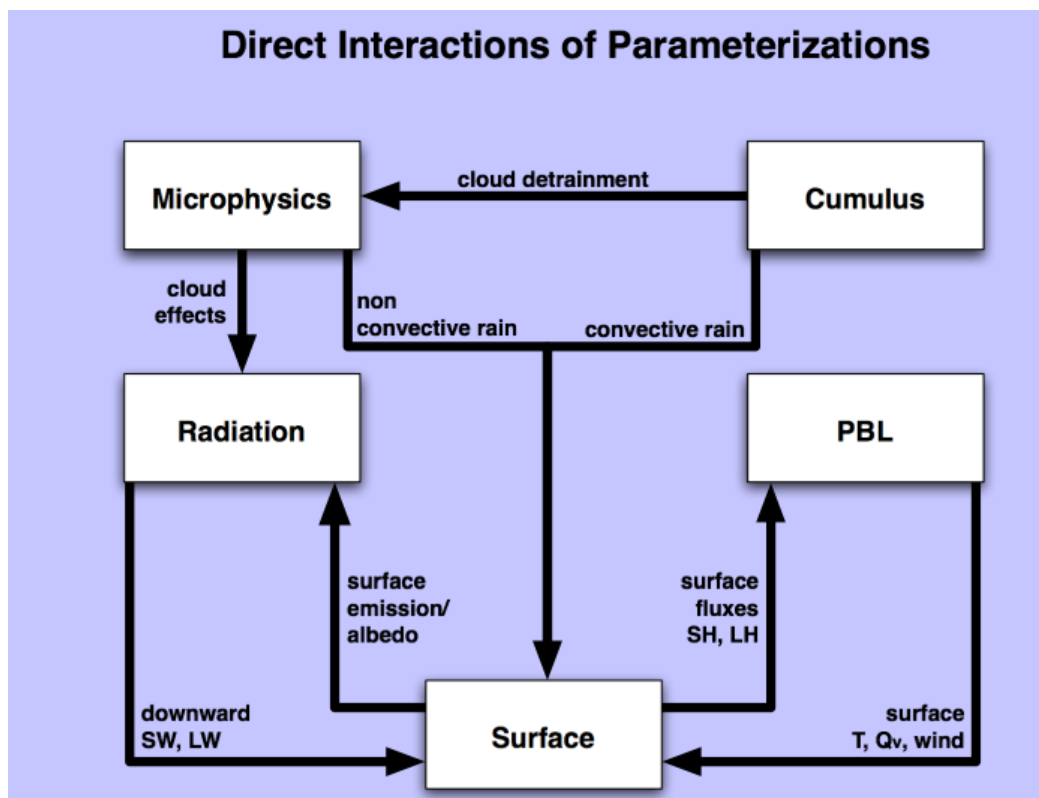 Direct Interactions of Parameterizations
Microphysics
cloud detrainment
Cumulus
cloud
effects
non
convective rain
convective rain
Radiation
PBL
surface
emission/
albedo
surface
fluxes
SH, LH
downward
SW, LW
Surface
surface
T, Qv, wind